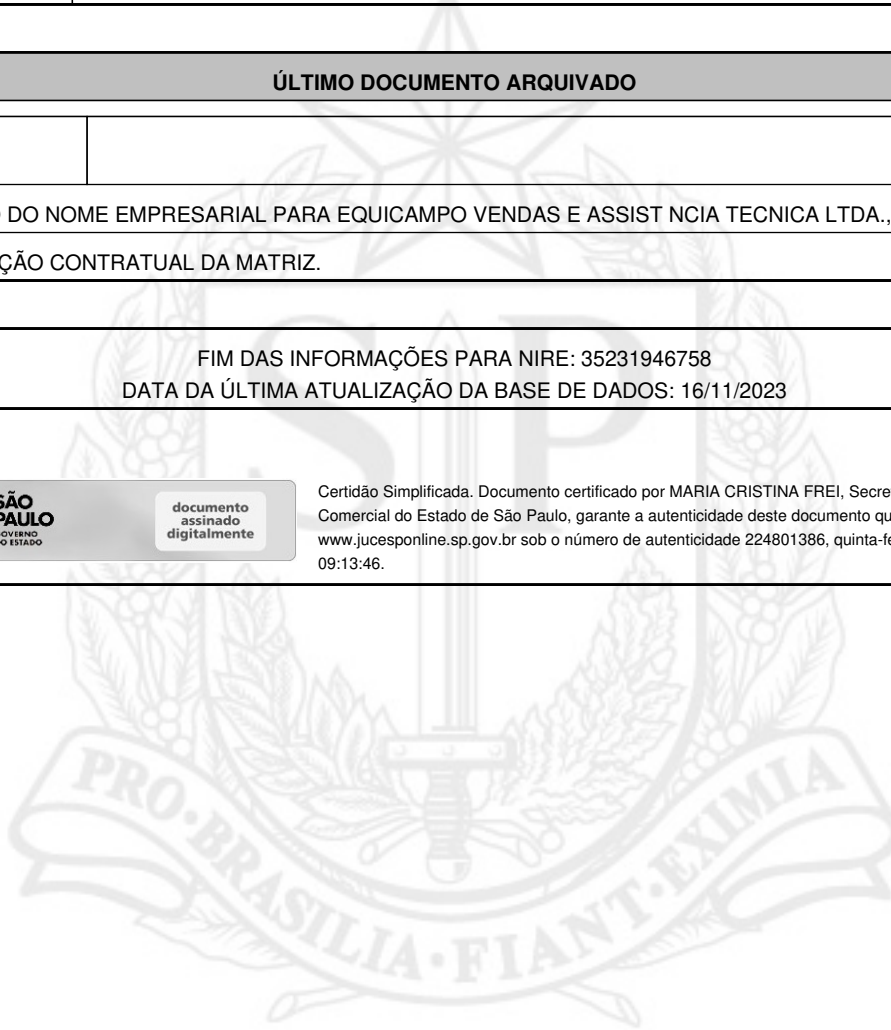 ÚLTIMO DOCUMENTO ARQUIVADO
DO NOME EMPRESARIAL PARA EQUICAMPO VENDAS E ASSIST NCIA TECNICA LTDA.,
ÇÃO CONTRATUAL DA MATRIZ.
FIM DAS INFORMAÇÕES PARA NIRE: 35231946758
DATA DA ÚLTIMA ATUALIZAÇÃO DA BASE DE DADOS: 16/11/2023
SÃO
PAULO
GOVERNO
DO ESTADO
documento
assinado
digitalmente
Certidão Simplificada. Documento certificado por MARIA CRISTINA FREI, Secre
Comercial do Estado de São Paulo, garante a autenticidade deste documento qu
www.jucesponline.sp.gov.br sob o número de autenticidade 224801386, quinta-fe
09:13:46.
SP
PRO·BRASILIA·FIANT·EXIMIA